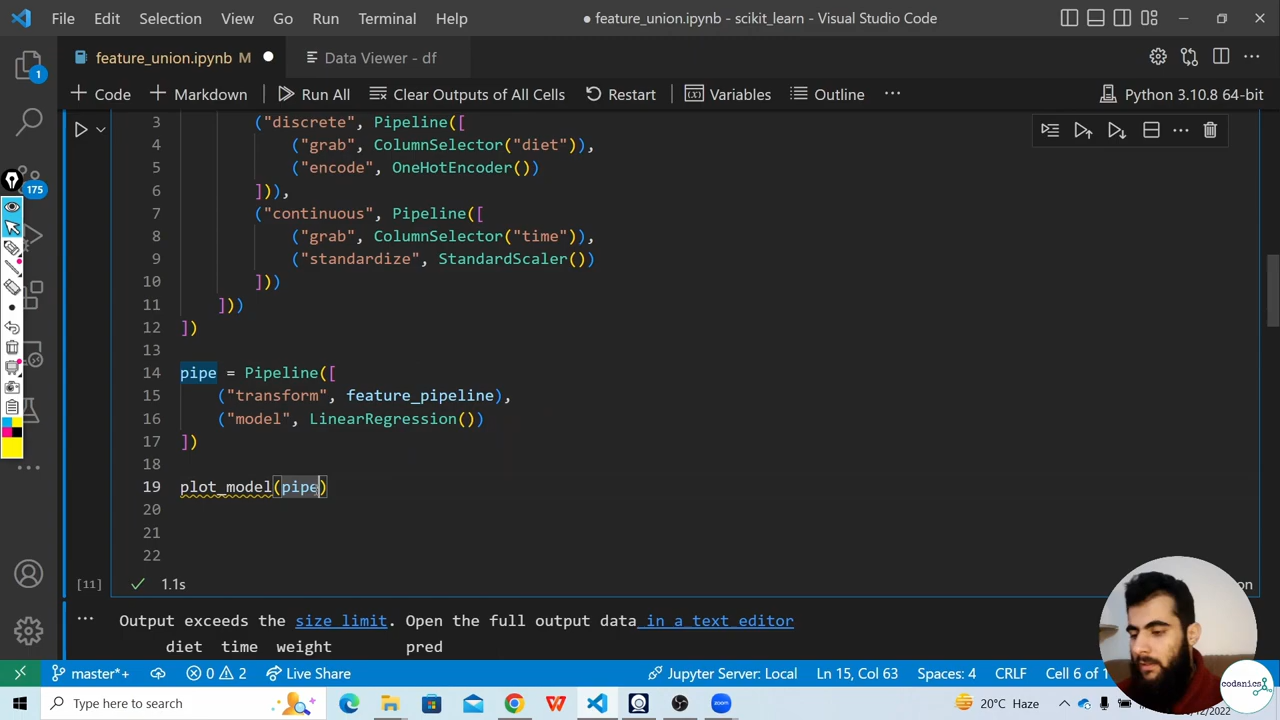 File Edit Selection View Go Run Terminal Help
● feature_union.ipynb - scikit_learn - Visual Studio Code
feature_union.ipynb M
Data Viewer - df
Code
Markdown
Run All
Clear Outputs of All Cells
Restart
Variables
Outline
Python 3.10.8 64-bit
1
175
3 ("discrete", Pipeline([
4 ("grab", ColumnSelector("diet")),
5 ("encode", OneHotEncoder())
6 ])),
7 ("continuous", Pipeline([
8 ("grab", ColumnSelector("time")),
9 ("standardize", StandardScaler())
10 ]))
11 ]))
12 ])
13
14 pipe = Pipeline([
15 ("transform", feature_pipeline),
16 ("model", LinearRegression())
17 ])
18
19 plot_model(pipe)
20
21
22
[11] 1.1s
Output exceeds the size limit. Open the full output data in a text editor
diet time weight pred
codanics
master*+
0 2
Live Share
Jupyter Server: Local
Ln 15, Col 63
Spaces: 4
CRLF
Cell 6 of 1
Type here to search
20°C Haze